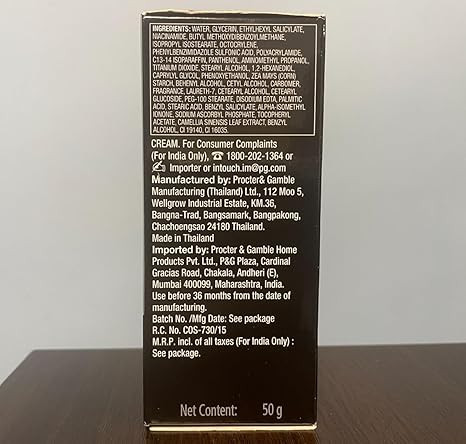 INGREDIENTS: WATER, GLYCERIN, ETHYLHEXYL SALICYLATE,
NIACINAMIDE, BUTYL METHOXYDIBENZOYLMETHANE,
ISOPROPYL ISOSTEARATE, OCTOCRYLENE,
PHENYLBENZIMIDAZOLE SULFONIC ACID, POLYACRYLAMIDE,
C13-14 ISOPARAFFIN, PANTHENOL, AMINOMETHYL PROPANOL,
TITANIUM DIOXIDE, STEARYL ALCOHOL, 1,2-HEXANEDIOL,
CAPRYLYL GLYCOL, PHENOXYETHANOL, ZEA MAYS (CORN)
STARCH, BEHENYL ALCOHOL, CETYL ALCOHOL, CARBOMER,
FRAGRANCE, LAURETH-7, CETEARYL ALCOHOL, CETEARYL
GLUCOSIDE, PEG-100 STEARATE, DISODIUM EDTA, PALMITIC
ACID, STEARIC ACID, BENZYL SALICYLATE, ALPHA-ISOMETHYL
IONONE, SODIUM ASCORBYL PHOSPHATE, TOCOPHERYL
ACETATE, CAMELLIA SINENSIS LEAF EXTRACT, BENZYL
ALCOHOL, CI 19140, CI 16035.
CREAM. For Consumer Complaints
(For India Only), ☎ 1800-202-1364 or
✍ Importer or intouch.im@pg.com
Manufactured by: Procter& Gamble
Manufacturing (Thailand) Ltd., 112 Moo 5,
Wellgrow Industrial Estate, KM.36,
Bangna-Trad, Bangsamark, Bangpakong,
Chachoengsao 24180 Thailand.
Made in Thailand
Imported by: Procter & Gamble Home
Products Pvt. Ltd., P&G Plaza, Cardinal
Gracias Road, Chakala, Andheri (E),
Mumbai 400099, Maharashtra, India.
Use before 36 months from the date of
manufacturing.
Batch No. /Mfg Date: See package
R.C. No. COS-730/15
M.R.P. incl. of all taxes (For India Only) :
See package.
Net Content: 50 g